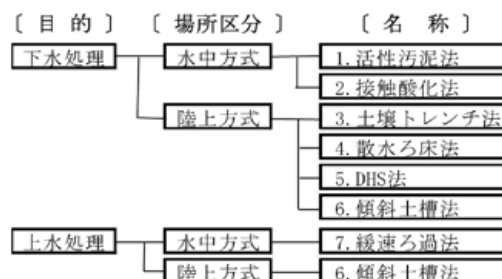 〔 目 的 〕 〔 場所区分 〕 〔 名 称 〕
下水処理 水中方式 1.活性汚泥法
2.接触酸化法
陸上方式 3.土壌トレンチ法
4.散水ろ床法
5.DHS法
6.傾斜土槽法
上水処理 水中方式 7.緩速ろ過法
陸上方式 6.傾斜土槽法